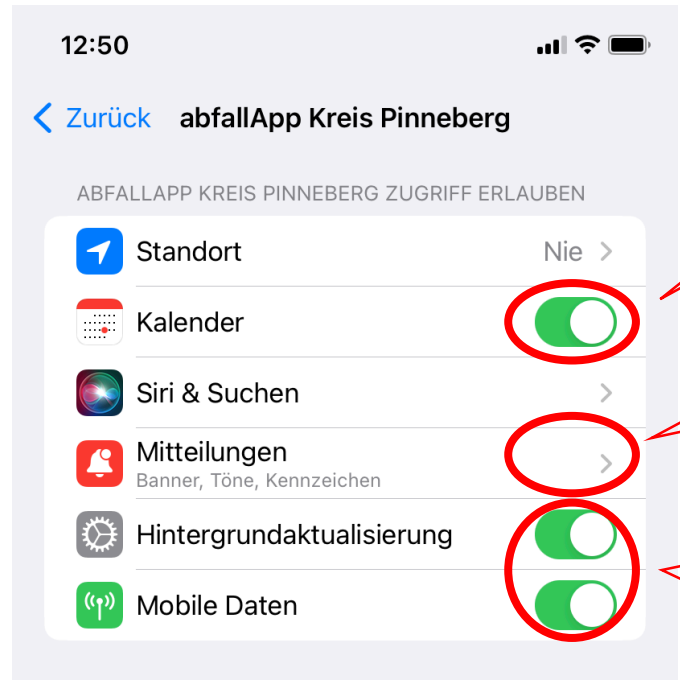 12:50
Zurück abfallApp Kreis Pinneberg
ABFALLAPP KREIS PINNEBERG ZUGRIFF ERLAUBEN
Standort Nie
Kalender
Siri & Suchen
Mitteilungen
Banner, Töne, Kennzeichen
Hintergrundaktualisierung
Mobile Daten